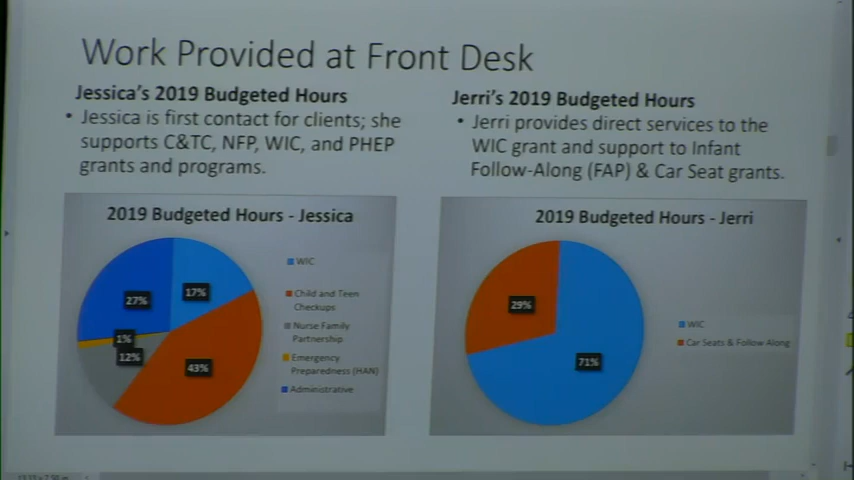 Work Provided at Front Desk
Jessica's 2019 Budgeted Hours
• Jessica is first contact for clients; she
supports C&TC, NFP, WIC, and PHEP
grants and programs.
Jerri's 2019 Budgeted Hours
• Jerri provides direct services to the
WIC grant and support to Infant
Follow-Along (FAP) & Car Seat grants.
2019 Budgeted Hours - Jessica
17%
43%
12%
1%
27%
WIC
Child and Teen
Checkups
Nurse Family
Partnership
Emergency
Preparedness (HAN)
Administrative
2019 Budgeted Hours - Jerri
29%
71%
WIC
Car Seats & Follow Along